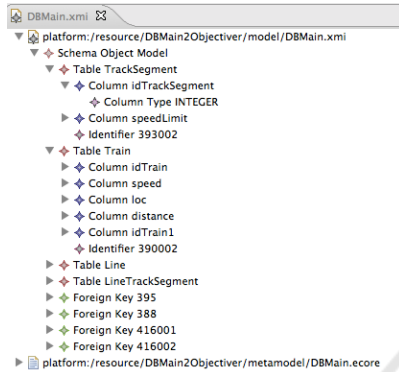 DBMain.xmi
platform:/resource/DBMain2Objectiver/model/DBMain.xmi
Schema Object Model
Table TrackSegment
Column idTrackSegment
Column Type INTEGER
Column speedLimit
Identifier 393002
Table Train
Column idTrain
Column speed
Column loc
Column distance
Column idTrain1
Identifier 390002
Table Line
Table LineTrackSegment
Foreign Key 395
Foreign Key 388
Foreign Key 416001
Foreign Key 416002
platform:/resource/DBMain2Objectiver/metamodel/DBMain.ecore